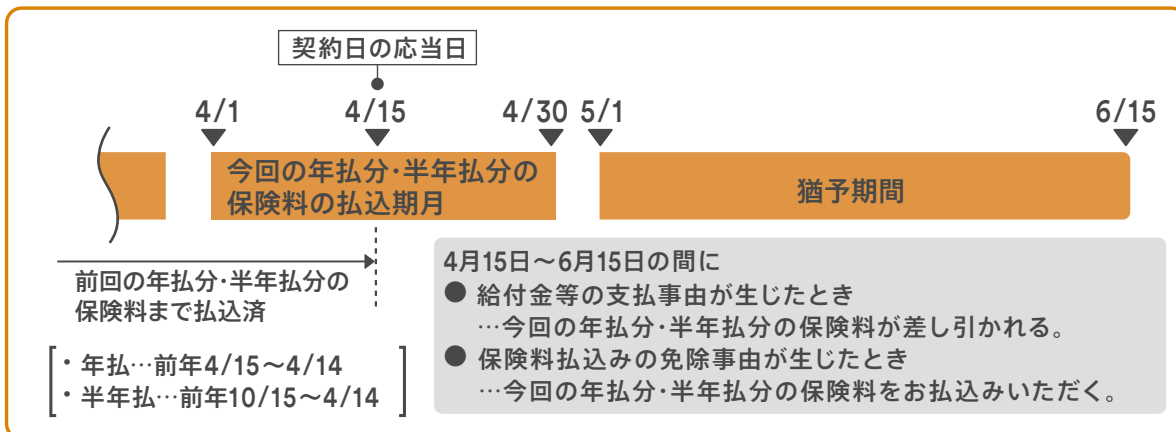 契約日の応当日
4/1
4/15
4/30
5/1
6/15
今回の年払分・半年払分の
保険料の払込期月
猶予期間
前回の年払分・半年払分の
保険料まで払込済
・年払…前年4/15〜4/14
・半年払…前年10/15〜4/14
4月15日〜6月15日の間に
● 給付金等の支払事由が生じたとき
…今回の年払分・半年払分の保険料が差し引かれる。
● 保険料払込みの免除事由が生じたとき
…今回の年払分・半年払分の保険料をお払込みいただく。